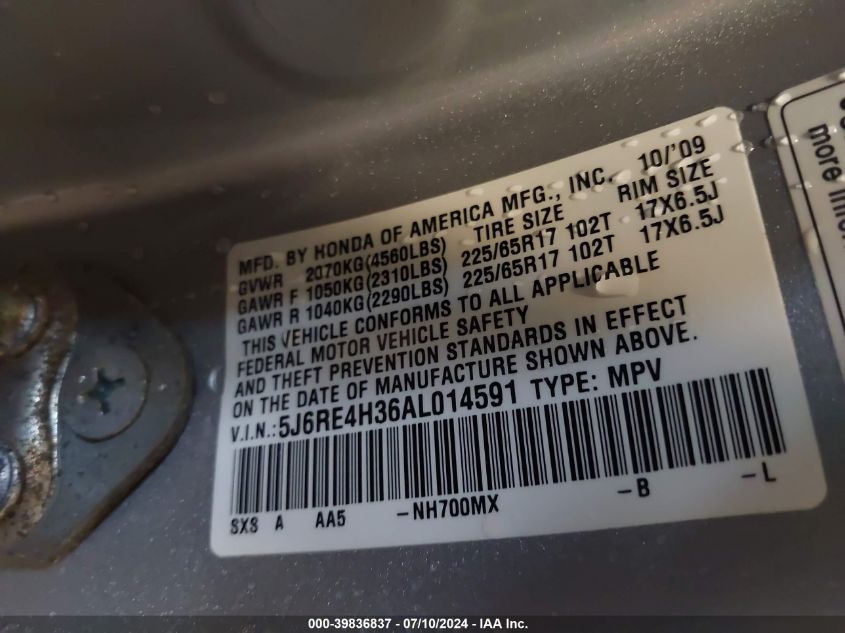 MFD. BY HONDA OF AMERICA MFG., INC. 10/'09
GVWR 2070KG(4560LBS) TIRE SIZE RIM SIZE
GAWR F 1050KG(2310LBS) 225/65R17 102T 17X6.5J
GAWR R 1040KG(2290LBS) 225/65R17 102T 17X6.5J
THIS VEHICLE CONFORMS TO ALL APPLICABLE
FEDERAL MOTOR VEHICLE SAFETY
AND THEFT PREVENTION STANDARDS IN EFFECT
ON THE DATE OF MANUFACTURE SHOWN ABOVE.
V.I.N.: 5J6RE4H36AL014591 TYPE: MPV
SXS A AA5 -NH700MX -B -L
more
000-39836837 - 07/10/2024 - IAA, Inc.